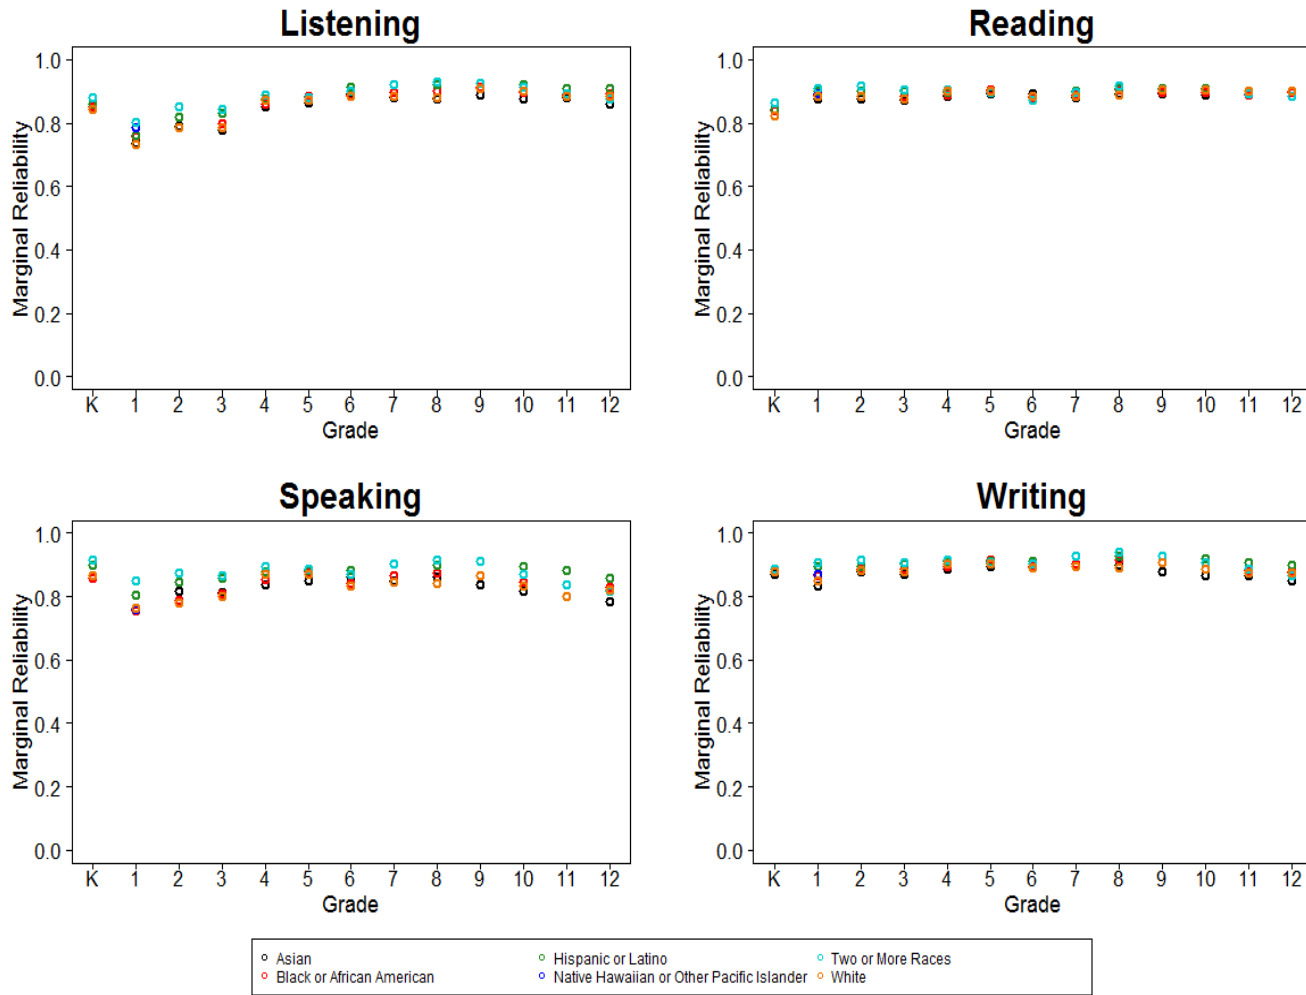 Listening
Marginal Reliability
1.0
0.8
0.6
0.4
0.2
0.0
K 1 2 3 4 5 6 7 8 9 10 11 12
Grade
Reading
Marginal Reliability
1.0
0.8
0.6
0.4
0.2
0.0
K 1 2 3 4 5 6 7 8 9 10 11 12
Grade
Speaking
Marginal Reliability
1.0
0.8
0.6
0.4
0.2
0.0
K 1 2 3 4 5 6 7 8 9 10 11 12
Grade
Writing
Marginal Reliability
1.0
0.8
0.6
0.4
0.2
0.0
K 1 2 3 4 5 6 7 8 9 10 11 12
Grade
Asian
Hispanic or Latino
Two or More Races
Black or African American
Native Hawaiian or Other Pacific Islander
White